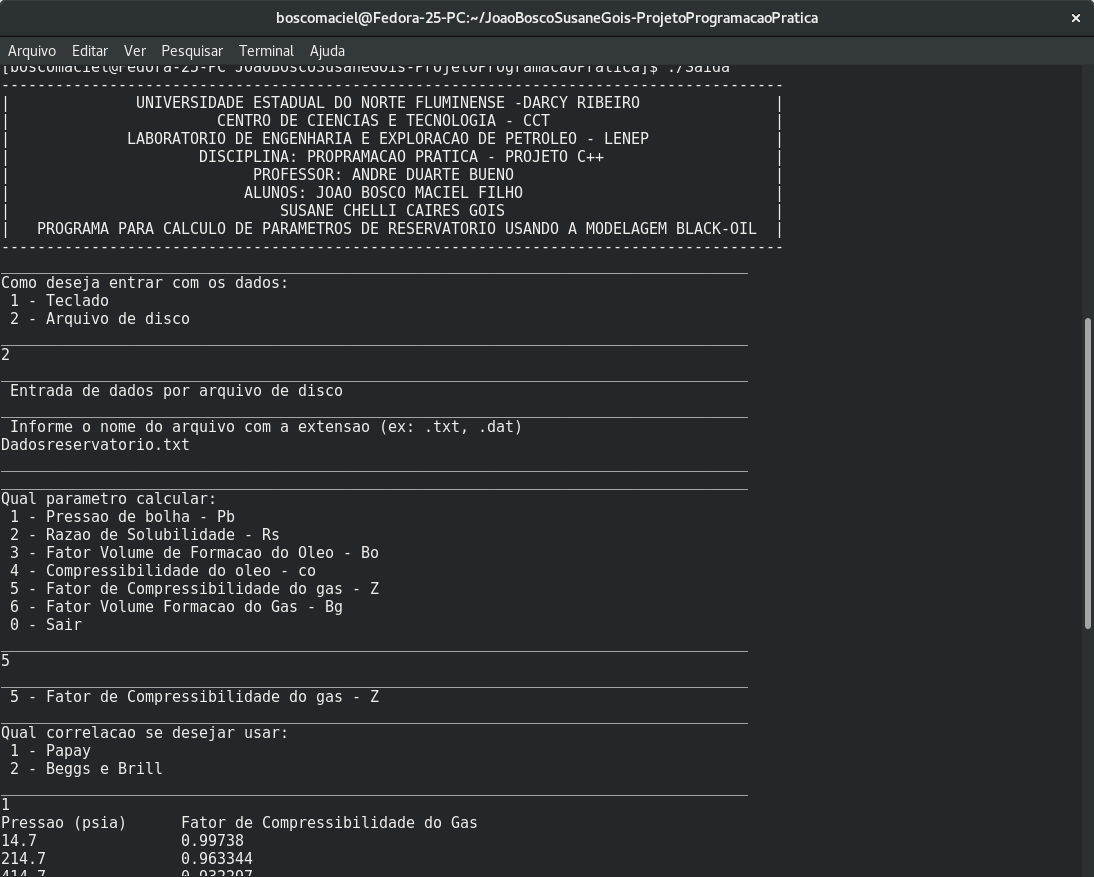 boscomaciel@Fedora-25-PC:~/JoaoBoscoSusaneGois-ProjetoProgramacaoPratica
Arquivo Editar Ver Pesquisar Terminal Ajuda
[boscomaciel@Fedora-25-PC JoaoBoscoSusaneGois-ProjetoProgramacaoPratica]$ ./Saida
UNIVERSIDADE ESTADUAL DO NORTE FLUMINENSE -DARCY RIBEIRO
CENTRO DE CIENCIAS E TECNOLOGIA - CCT
LABORATORIO DE ENGENHARIA E EXPLORACAO DE PETROLEO - LENEP
DISCIPLINA: PROPRAMACAO PRATICA - PROJETO C++
PROFESSOR: ANDRE DUARTE BUENO
ALUNOS: JOAO BOSCO MACIEL FILHO
SUSANE CHELLI CAIRES GOIS
PROGRAMA PARA CALCULO DE PARAMETROS DE RESERVATORIO USANDO A MODELAGEM BLACK-OIL
Como deseja entrar com os dados:
1 - Teclado
2 - Arquivo de disco
2
Entrada de dados por arquivo de disco
Informe o nome do arquivo com a extensao (ex: .txt, .dat)
Dadosreservatorio.txt
Qual parametro calcular:
1 - Pressao de bolha - Pb
2 - Razao de Solubilidade - Rs
3 - Fator Volume de Formacao do Oleo - Bo
4 - Compressibilidade do oleo - co
5 - Fator de Compressibilidade do gas - Z
6 - Fator Volume Formacao do Gas - Bg
0 - Sair
5
5 - Fator de Compressibilidade do gas - Z
Qual correlacao se desejar usar:
1 - Papay
2 - Beggs e Brill
1
Pressao (psia) Fator de Compressibilidade do Gas
14.7 0.99738
214.7 0.963344
414.7 0.932297